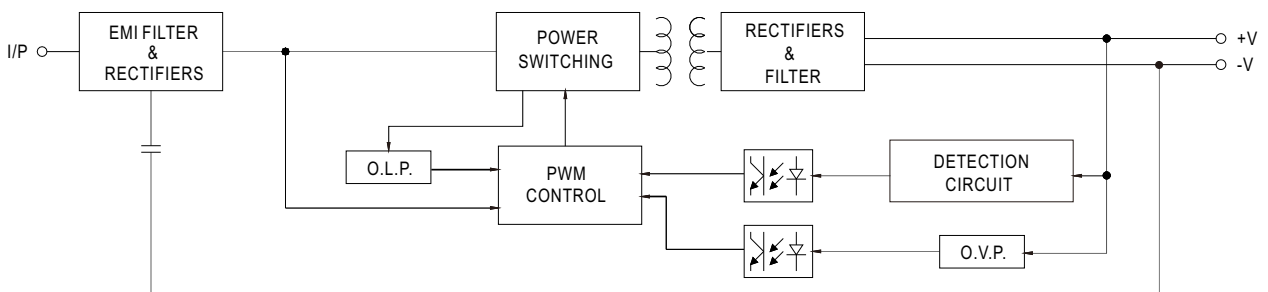 I/P
EMI FILTER
&
RECTIFIERS
POWER
SWITCHING
RECTIFIERS
&
FILTER
+V
-V
O.L.P.
PWM
CONTROL
DETECTION
CIRCUIT
O.V.P.